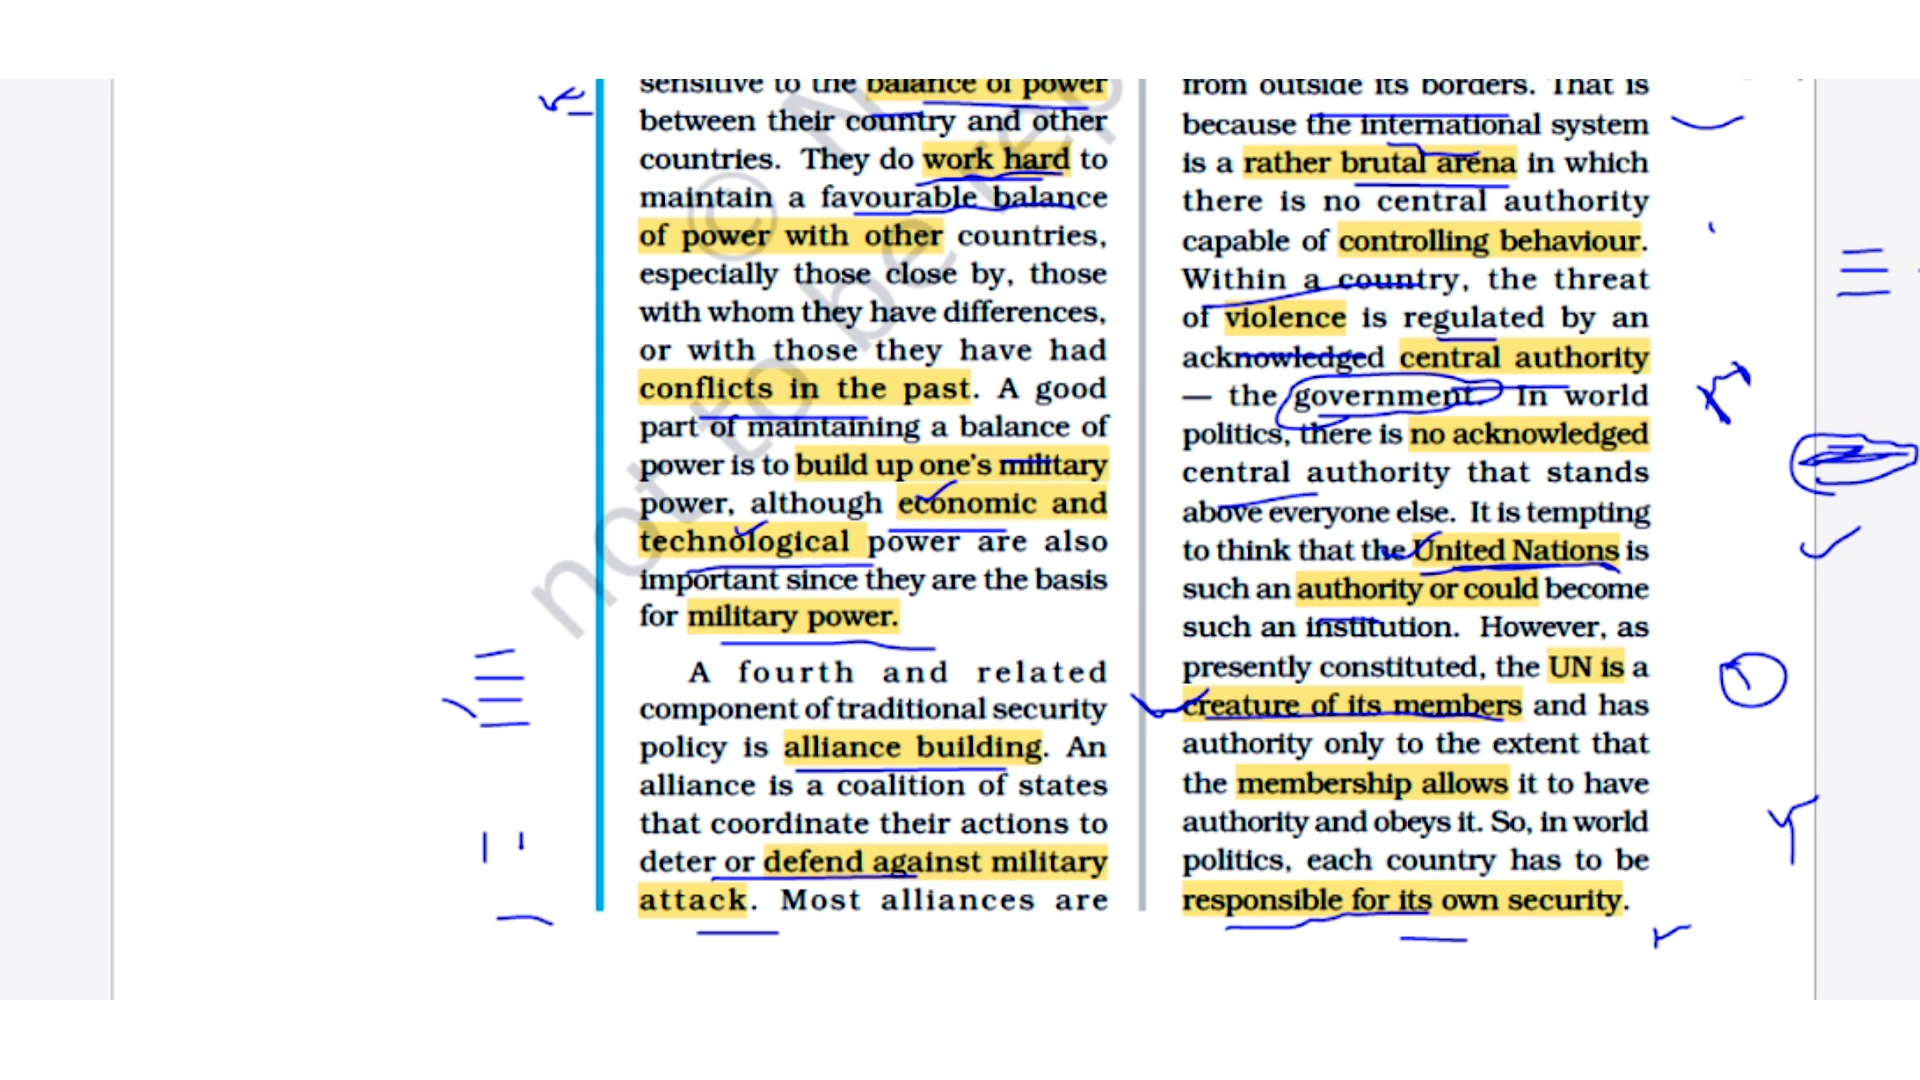 sensitive to the balance of power
between their country and other
countries. They do work hard to
maintain a favourable balance
of power with other countries,
especially those close by, those
with whom they have differences,
or with those they have had
conflicts in the past. A good
part of maintaining a balance of
power is to build up one's military
power, although economic and
technological power are also
important since they are the basis
for military power.
A fourth and related
component of traditional security
policy is alliance building. An
alliance is a coalition of states
that coordinate their actions to
deter or defend against military
attack. Most alliances are
from outside its borders. That is
because the international system
is a rather brutal arena in which
there is no central authority
capable of controlling behaviour.
Within a country, the threat
of violence is regulated by an
acknowledged central authority
— the government. In world
politics, there is no acknowledged
central authority that stands
above everyone else. It is tempting
to think that the United Nations is
such an authority or could become
such an institution. However, as
presently constituted, the UN is a
creature of its members and has
authority only to the extent that
the membership allows it to have
authority and obeys it. So, in world
politics, each country has to be
responsible for its own security.
© N
not to be rep